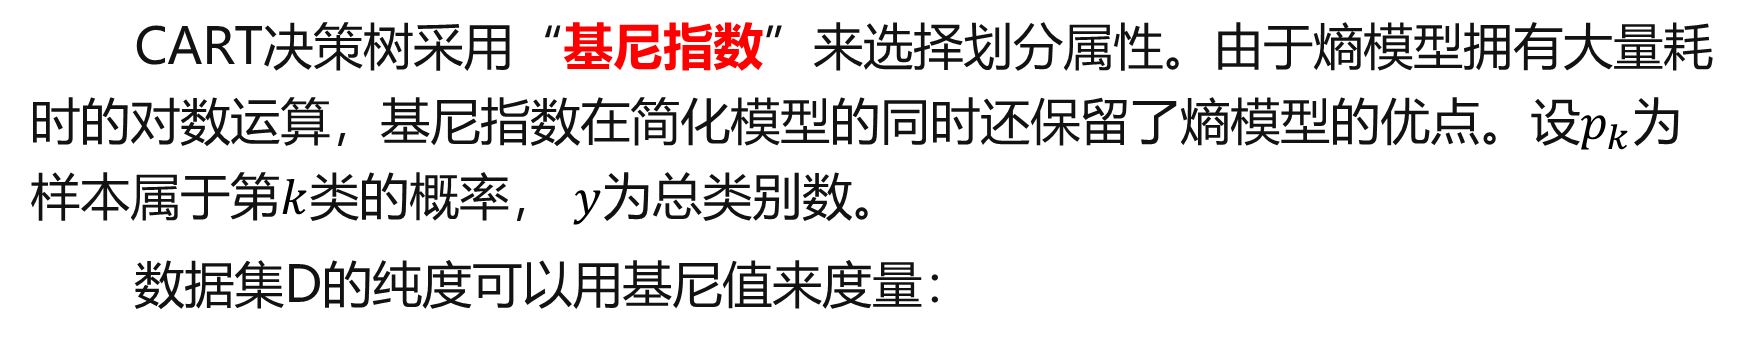 CART决策树采用“基尼指数”来选择划分属性。由于熵模型拥有大量耗
时的对数运算，基尼指数在简化模型的同时还保留了熵模型的优点。设pₖ为
样本属于第k类的概率， y为总类别数。
数据集D的纯度可以用基尼值来度量：